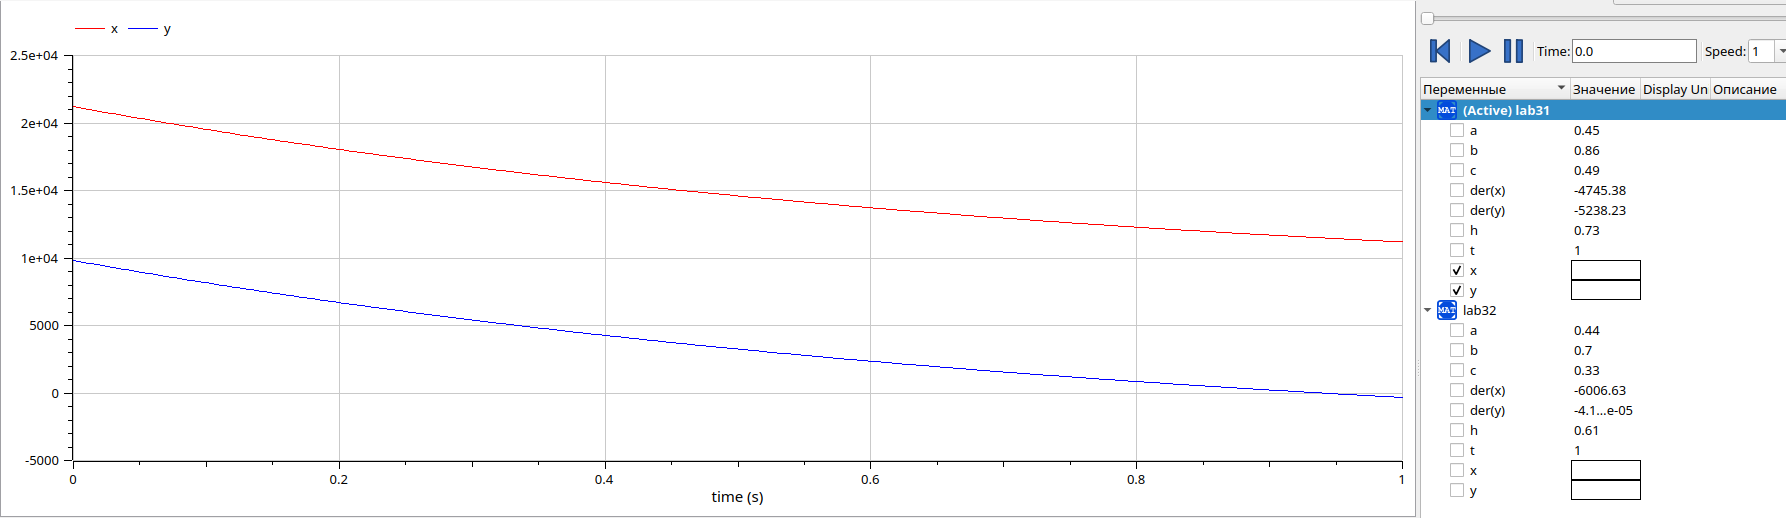 x y
2.5e+04
2e+04
1.5e+04
1e+04
5000
0
-5000
0 0.2 0.4 0.6 0.8 1
time (s)
Time: 0.0 Speed: 1
Переменные Значение Display Un Описание
MAT (Active) lab31
a 0.45
b 0.86
c 0.49
der(x) -4745.38
der(y) -5238.23
h 0.73
t 1
x
y
MAT lab32
a 0.44
b 0.7
c 0.33
der(x) -6006.63
der(y) -4.1...e-05
h 0.61
t 1
x
y